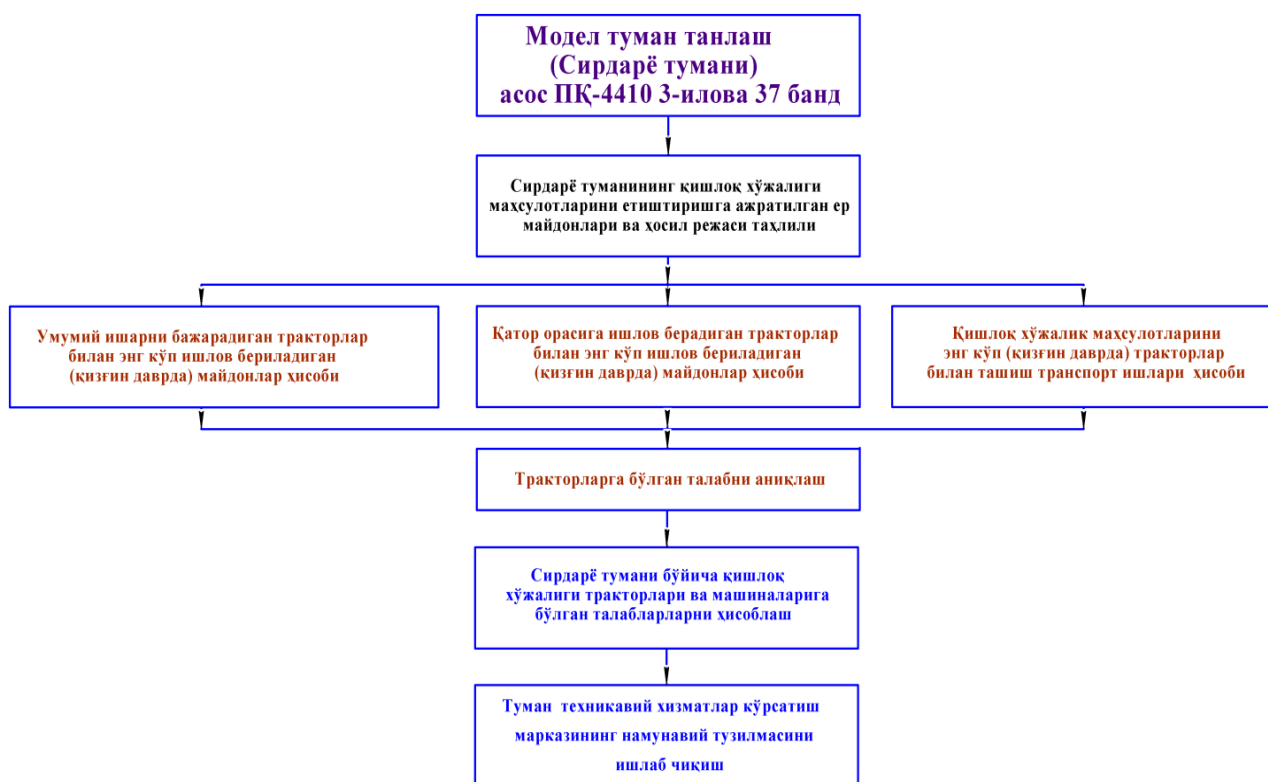 Модел туман танлаш
(Сирдарё тумани)
асос ПҚ-4410 3-илова 37 банд
Сирдарё туманининг қишлоқ хўжалиги
маҳсулотларини етиштиришга ажратилган ер
майдонлари ва ҳосил режаси таҳлили
Умумий ишарни бажарадиган тракторлар
билан энг кўп ишлов бериладиган
(қизғин даврда) майдонлар ҳисоби
Қатор орасига ишлов берадиган тракторлар
билан энг кўп ишлов бериладиган
(қизғин даврда) майдонлар ҳисоби
Қишлоқ хўжалик маҳсулотларини
энг кўп (қизғин даврда) тракторлар
билан ташиш транспорт ишлари ҳисоби
Тракторларга бўлган талабни аниқлаш
Сирдарё тумани бўйича қишлоқ
хўжалиги тракторлари ва машиналарига
бўлган талабларларни ҳисоблаш
Туман техникавий хизматлар кўрсатиш
марказининг намунавий тузилмасини
ишлаб чиқиш